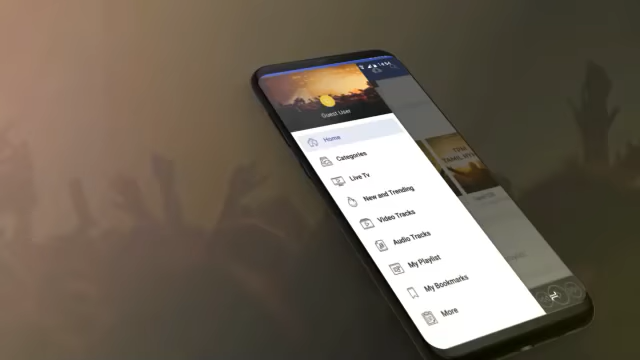 Guest User
Home
Categories
Live Tv
New and Trending
Video Tracks
Audio Tracks
My Playlist
My Bookmarks
More